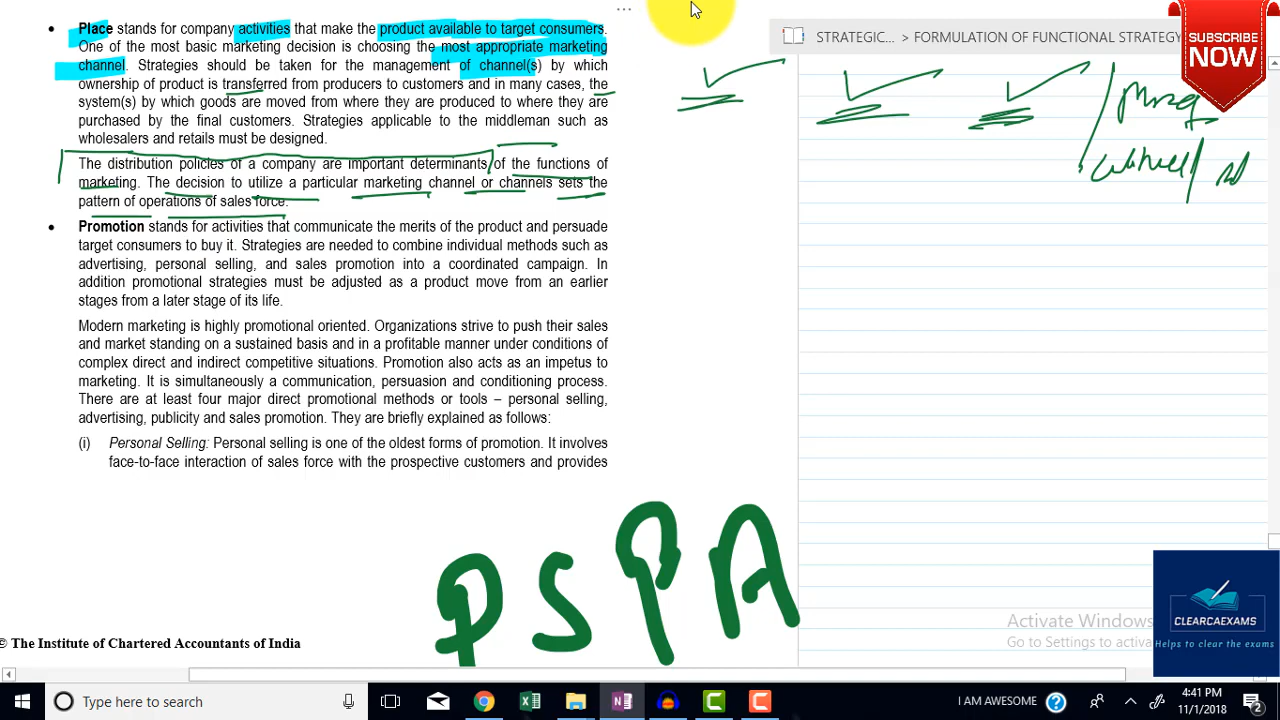 Place stands for company activities that make the product available to target consumers.
One of the most basic marketing decision is choosing the most appropriate marketing
channel. Strategies should be taken for the management of channel(s) by which
ownership of product is transferred from producers to customers and in many cases, the
system(s) by which goods are moved from where they are produced to where they are
purchased by the final customers. Strategies applicable to the middleman such as
wholesalers and retails must be designed.
The distribution policies of a company are important determinants of the functions of
marketing. The decision to utilize a particular marketing channel or channels sets the
pattern of operations of sales force.
Promotion stands for activities that communicate the merits of the product and persuade
target consumers to buy it. Strategies are needed to combine individual methods such as
advertising, personal selling, and sales promotion into a coordinated campaign. In
addition promotional strategies must be adjusted as a product move from an earlier
stages from a later stage of its life.
Modern marketing is highly promotional oriented. Organizations strive to push their sales
and market standing on a sustained basis and in a profitable manner under conditions of
complex direct and indirect competitive situations. Promotion also acts as an impetus to
marketing. It is simultaneously a communication, persuasion and conditioning process.
There are at least four major direct promotional methods or tools – personal selling,
advertising, publicity and sales promotion. They are briefly explained as follows:
(i) Personal Selling: Personal selling is one of the oldest forms of promotion. It involves
face-to-face interaction of sales force with the prospective customers and provides
PSPA
© The Institute of Chartered Accountants of India
STRATEGIC... > FORMULATION OF FUNCTIONAL STRATEGY
SUBSCRIBE
NOW
Activate Windows
Go to Settings to activa
CLEARCAEXAMS
Helps to clear the exams
Type here to search
I AM AWESOME
4:41 PM
11/1/2018
2